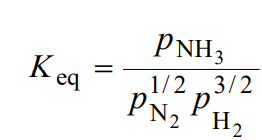 K_eq = p_NH₃ / (p_N₂^1/2 p_H₂^3/2)